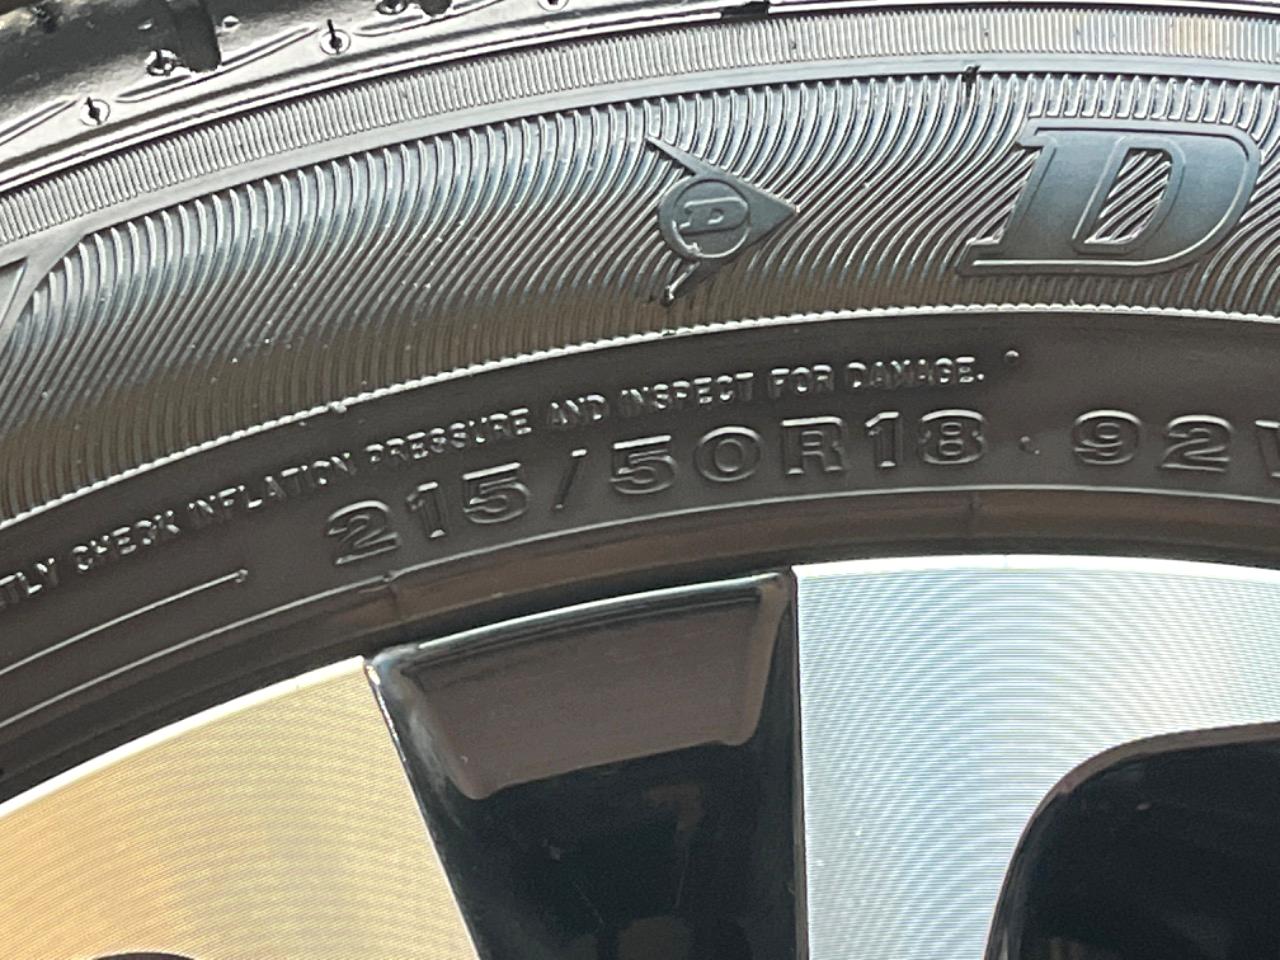 D
D
TLY CHECK INFLATION PRESSURE AND INSPECT FOR DAMAGE.
215/50R18 92V